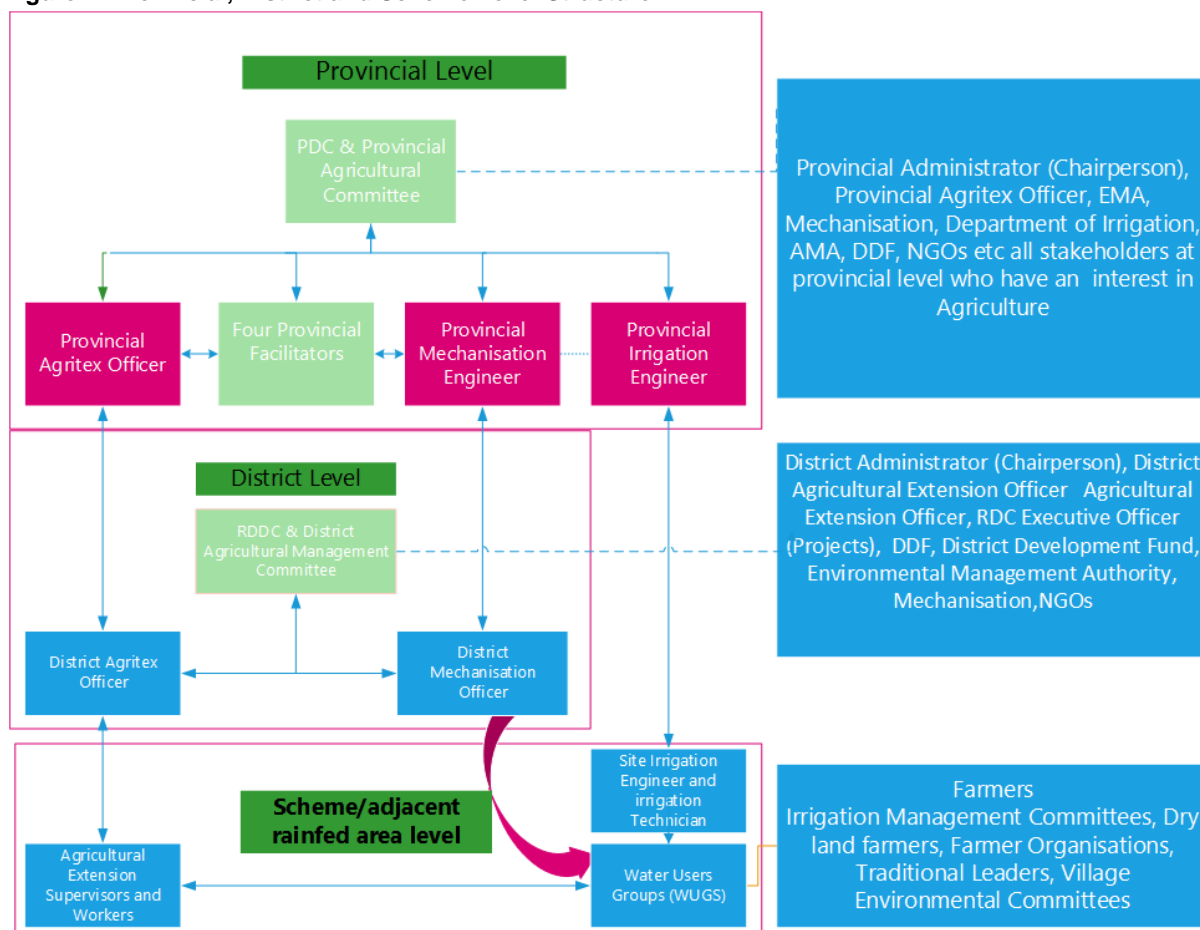 Provincial Level
PDC & Provincial
Agricultural
Committee
Provincial Administrator (Chairperson),
Provincial Agritex Officer, EMA,
Mechanisation, Department of Irrigation,
AMA, DDF, NGOs etc all stakeholders at
provincial level who have an interest in
Agriculture
Provincial
Agritex Officer
Four Provincial
Facilitators
Provincial
Mechanisation
Engineer
Provincial
Irrigation
Engineer
District Level
RDDC & District
Agricultural Management
Committee
District Administrator (Chairperson), District
Agricultural Extension Officer Agricultural
Extension Officer, RDC Executive Officer
(Projects), DDF, District Development Fund,
Environmental Management Authority,
Mechanisation,NGOs
District Agritex
Officer
District
Mechanisation
Officer
Scheme/adjacent
rainfed area level
Site Irrigation
Engineer and
irrigation
Technician
Agricultural
Extension
Supervisors and
Workers
Water Users
Groups (WUGS)
Farmers
Irrigation Management Committees, Dry
land farmers, Farmer Organisations,
Traditional Leaders, Village
Environmental Committees